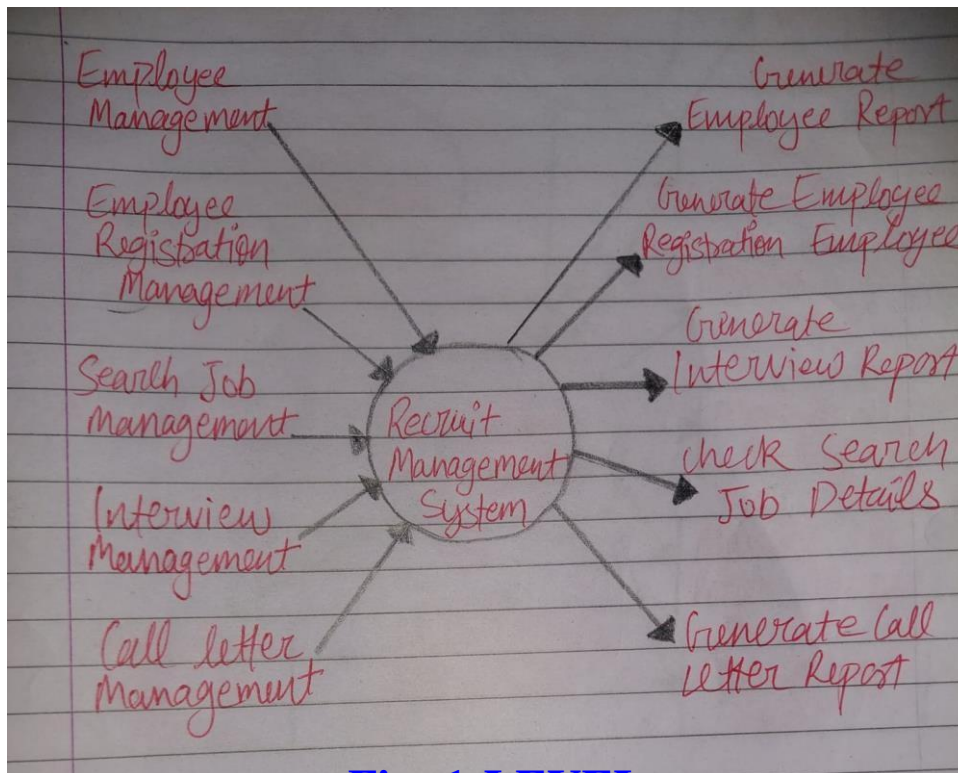 Employee
Management
Employee
Registration
Management
Search Job
Management
Interview
Management
Call letter
Management
Recruit
Management
System
Generate
Employee Report
Generate Employee
Registration Employee
Generate
Interview Report
check Search
Job Details
Generate Call
Letter Report